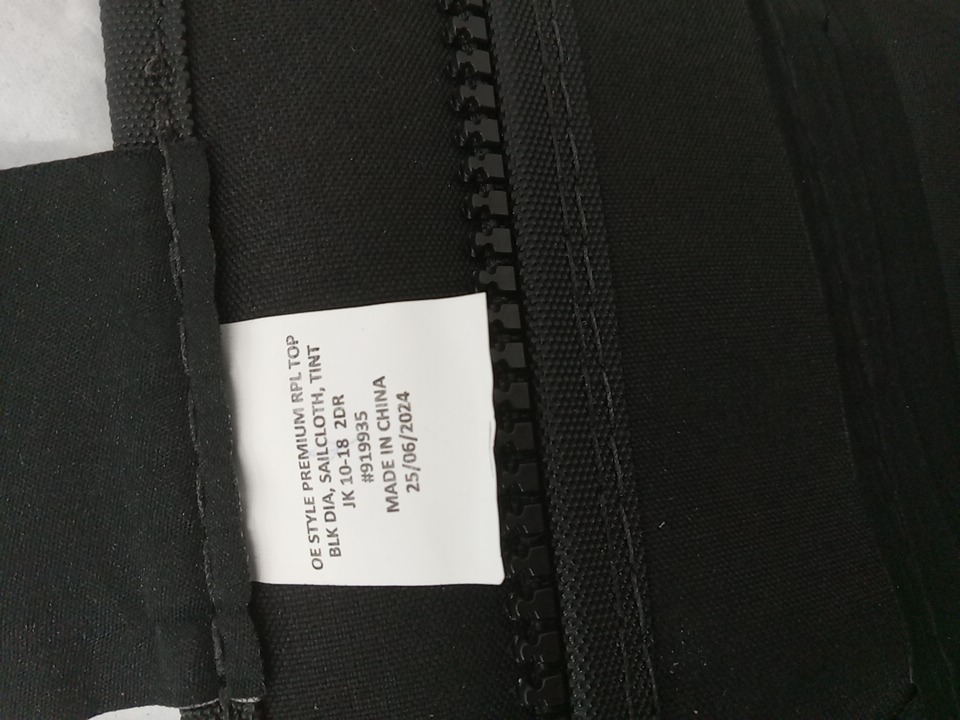 OE STYLE PREMIUM RPL TOP
BLK DIA, SAILCLOTH, TINT
JK 10-18 2DR
#919935
MADE IN CHINA
25/06/2024